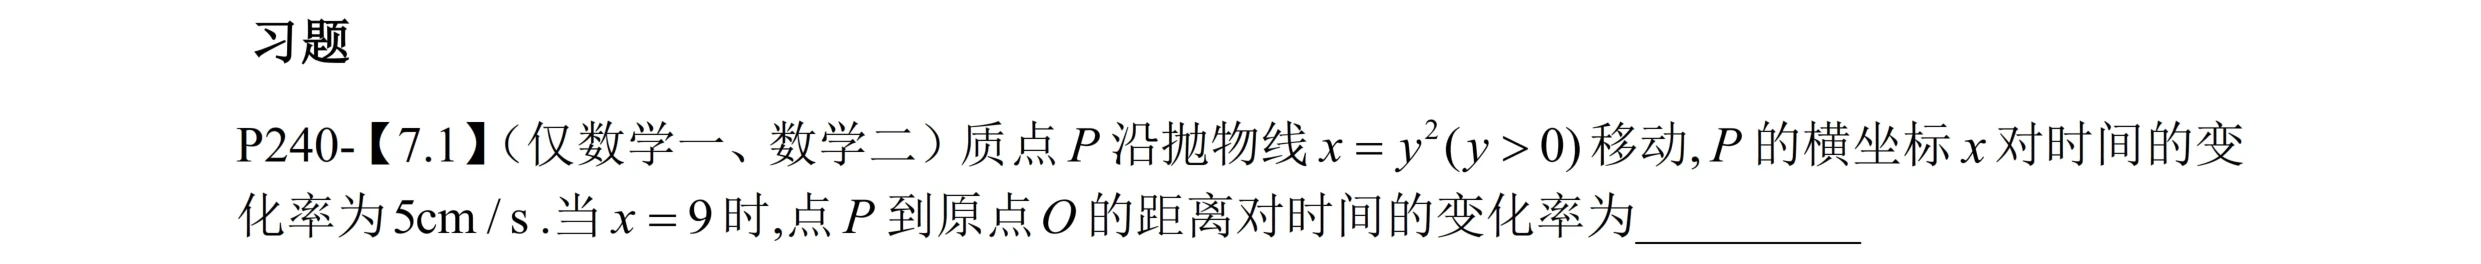 习题
P240-【7.1】（仅数学一、数学二）质点 P 沿抛物线 x = y²(y > 0) 移动, P 的横坐标 x 对时间的变
化率为 5cm / s .当 x = 9 时,点 P 到原点 O 的距离对时间的变化率为__________